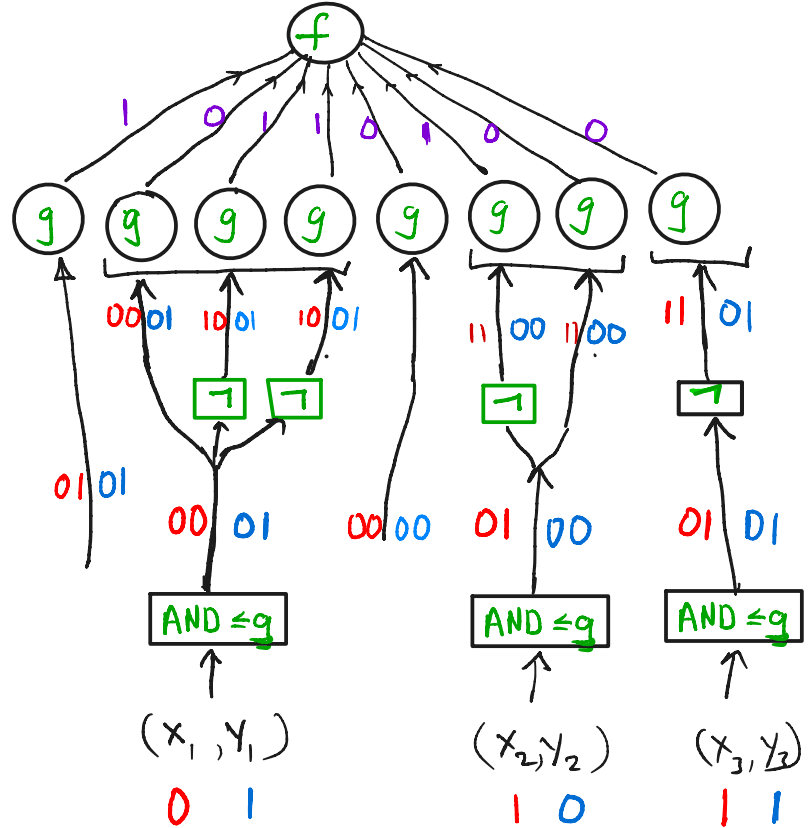 f
1 0 1 1 0 1 0 0
g g g g g g g g
00 01 10 01 10 01 11 00 11 00 11 01
¬ ¬ ¬ ¬
01 01 00 01 00 00 01 00 01 01
AND ≤ g AND ≤ g AND ≤ g
(x₁, y₁) (x₂, y₂) (x₃, y₃)
0 1 1 0 1 1